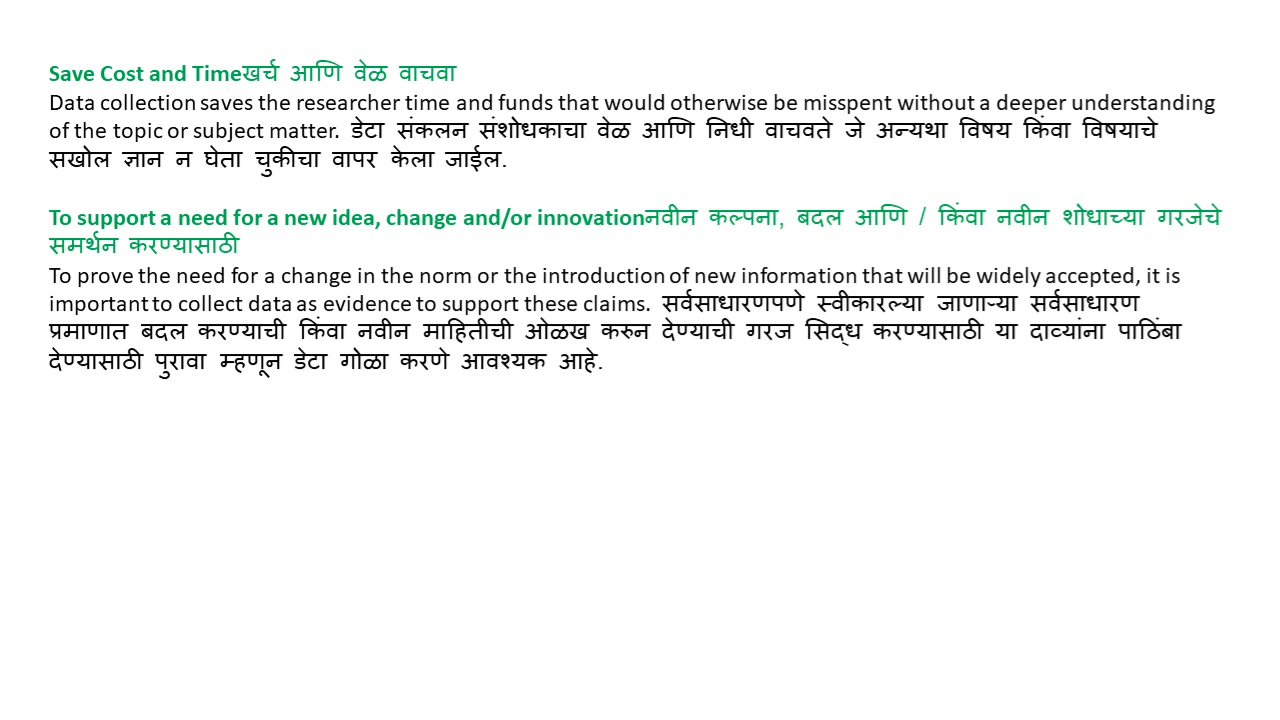 Save Cost and Timeखर्च आणि वेळ वाचवा
Data collection saves the researcher time and funds that would otherwise be misspent without a deeper understanding
of the topic or subject matter. डेटा संकलन संशोधकाचा वेळ आणि निधी वाचवते जे अन्यथा विषय किंवा विषयाचे
सखोल ज्ञान न घेता चुकीचा वापर केला जाईल.
To support a need for a new idea, change and/or innovationनवीन कल्पना, बदल आणि / किंवा नवीन शोधाच्या गरजेचे
समर्थन करण्यासाठी
To prove the need for a change in the norm or the introduction of new information that will be widely accepted, it is
important to collect data as evidence to support these claims. सर्वसाधारणपणे स्वीकारल्या जाणाऱ्या सर्वसाधारण
प्रमाणात बदल करण्याची किंवा नवीन माहितीची ओळख करुन देण्याची गरज सिद्ध करण्यासाठी या दाव्यांना पाठिंबा
देण्यासाठी पुरावा म्हणून डेटा गोळा करणे आवश्यक आहे.